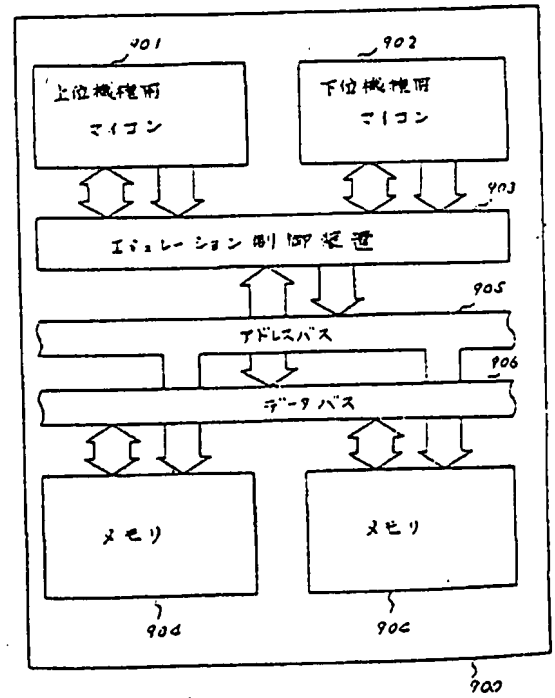 901
902
上位機種用
マイコン
下位機種用
マイコン
903
エミュレーション制御装置
905
アドレスバス
906
データバス
メモリ
メモリ
904
906
900